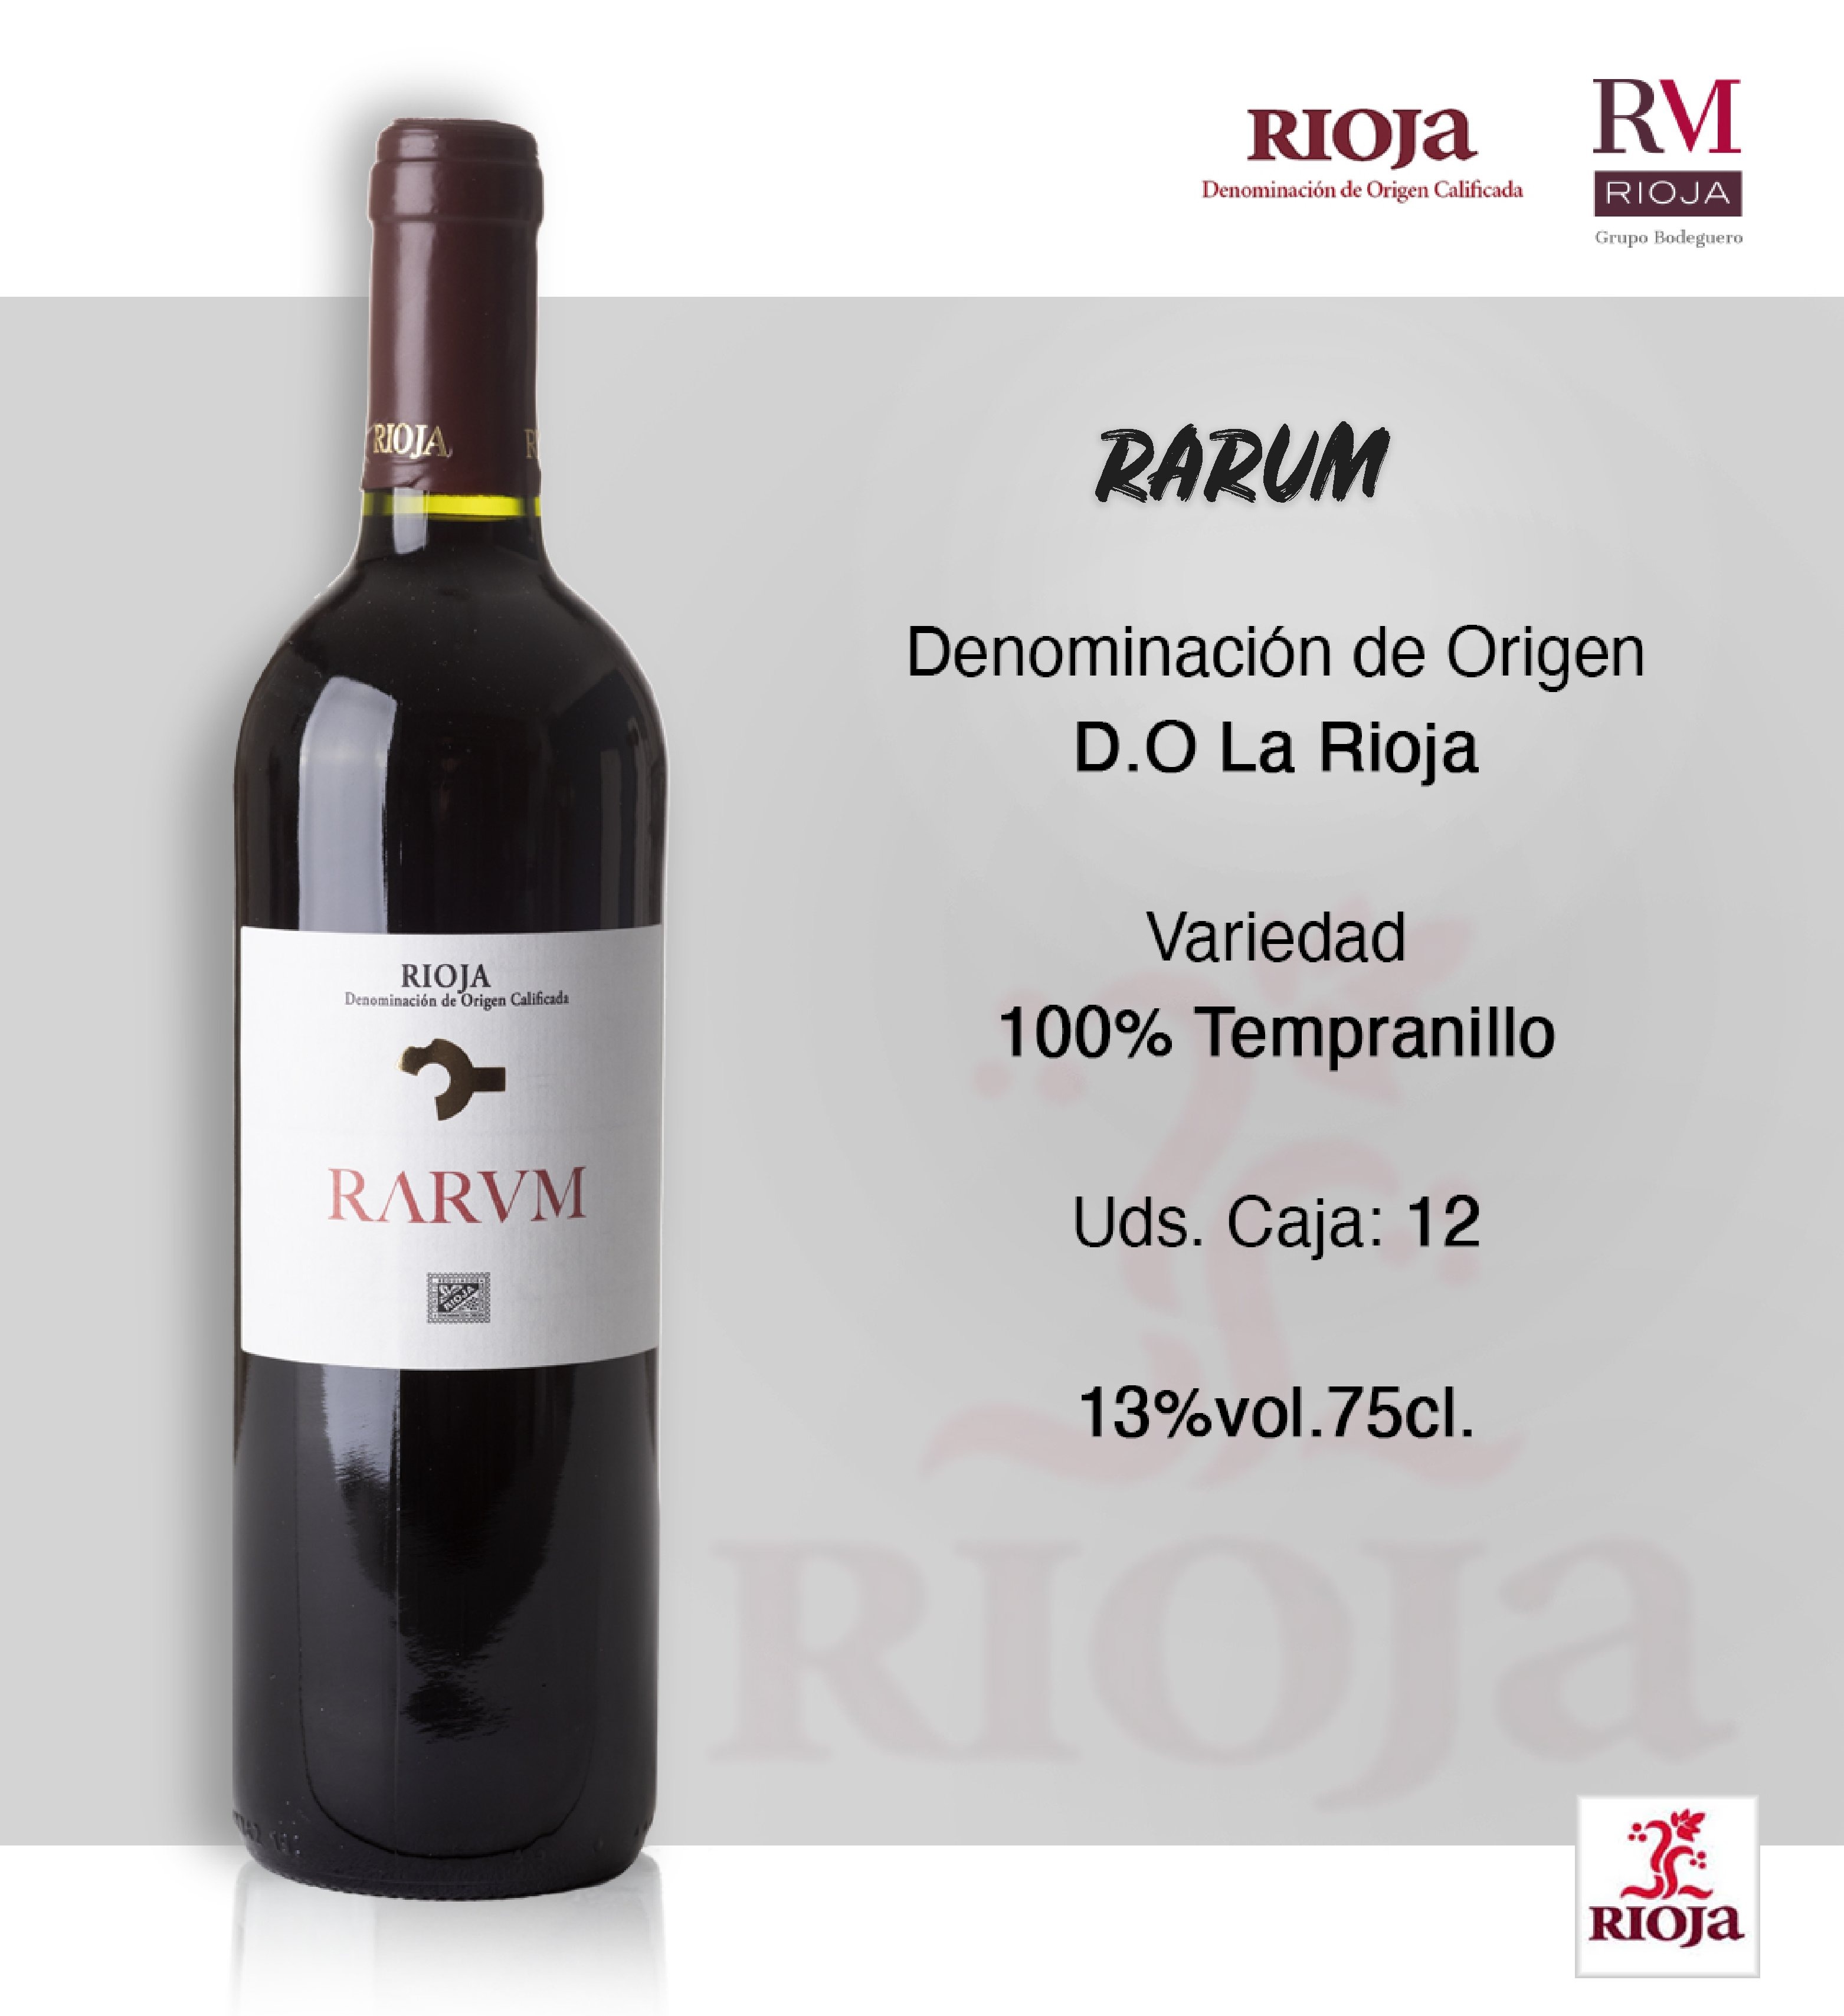 RIOJa
Denominación de Origen Calificada
RM
RIOJA
Grupo Bodeguero
RIOJA
RARUM
Denominación de Origen
D.O La Rioja
Variedad
100% Tempranillo
Uds. Caja: 12
13%vol.75cl.
RIOJA
Denominación de Origen Calificada
RARVM
RIOJA
RIOJa
RIOJa